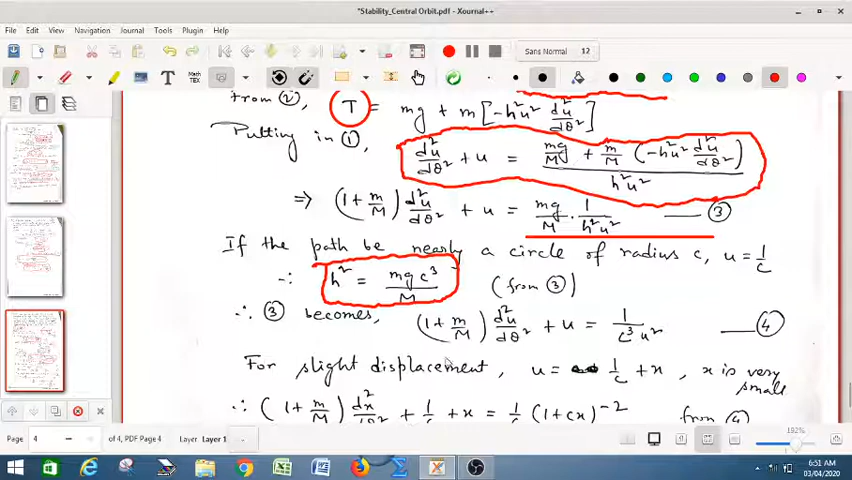 *Stability_Central Orbit.pdf - Xournal++
File Edit View Navigation Journal Tools Plugin Help
Sans Normal 12
From ②, T = mg + m [-h²u² d²u/dθ²]
Putting in ①, d²u/dθ² + u = (mg/M + m/M (-h²u² d²u/dθ²)) / h²u²
⇒ (1 + m/M) d²u/dθ² + u = mg/M · 1/h²u² —— ③
If the path be nearly a circle of radius c, u = 1/c
∴ h² = mgc³/M (from ③)
∴ ③ becomes, (1 + m/M) d²u/dθ² + u = 1/c³u² —— ④
For slight displacement, u = 1/c + x, x is very small
∴ (1 + m/M) d²x/dθ² + 1/c + x = 1/c (1+cx)⁻² from ④
Page 4 of 4, PDF Page 4 Layer: Layer 1 192%
6:51 AM
03/04/2020